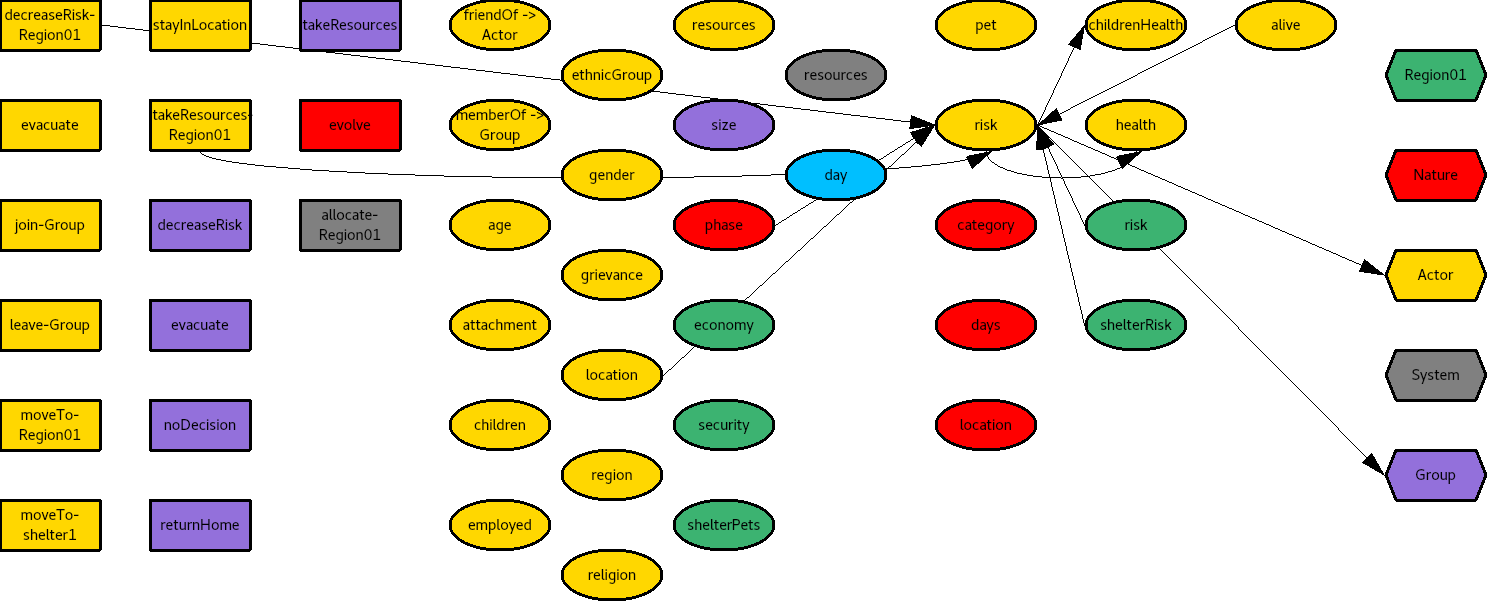 decreaseRisk-
Region01
stayInLocation
takeResources
friendOf ->
Actor
resources
pet
childrenHealth
alive
ethnicGroup
resources
Region01
evacuate
takeResources-
Region01
evolve
memberOf ->
Group
size
risk
health
gender
day
Nature
join-Group
decreaseRisk
allocate-
Region01
age
phase
category
risk
grievance
Actor
leave-Group
evacuate
attachment
economy
days
shelterRisk
location
System
moveTo-
Region01
noDecision
children
security
location
region
Group
moveTo-
shelter1
returnHome
employed
shelterPets
religion